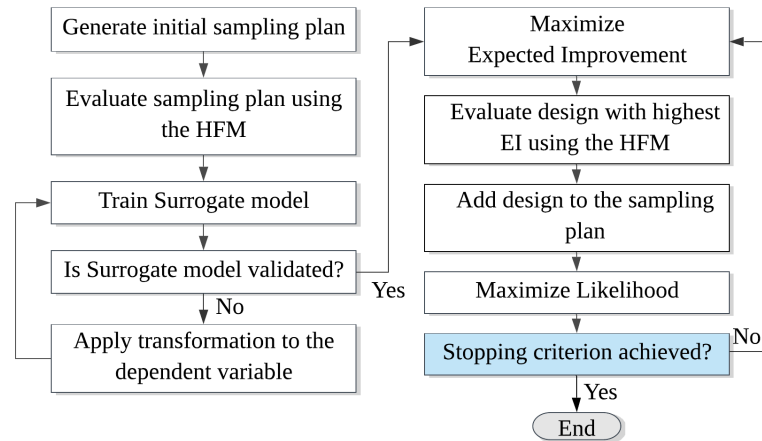 Generate initial sampling plan
Evaluate sampling plan using
the HFM
Train Surrogate model
Is Surrogate model validated?
Yes
No
Apply transformation to the
dependent variable
Maximize
Expected Improvement
Evaluate design with highest
EI using the HFM
Add design to the sampling
plan
Maximize Likelihood
Stopping criterion achieved?
No
Yes
End